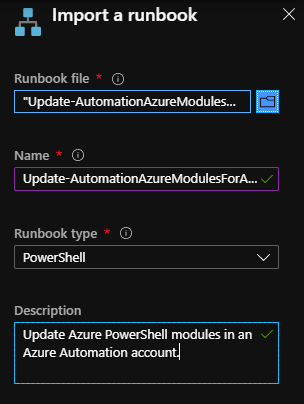 Import a runbook
Runbook file *
"Update-AutomationAzureModules...
Name *
Update-AutomationAzureModulesForA...
Runbook type *
PowerShell
Description
Update Azure PowerShell modules in an
Azure Automation account.